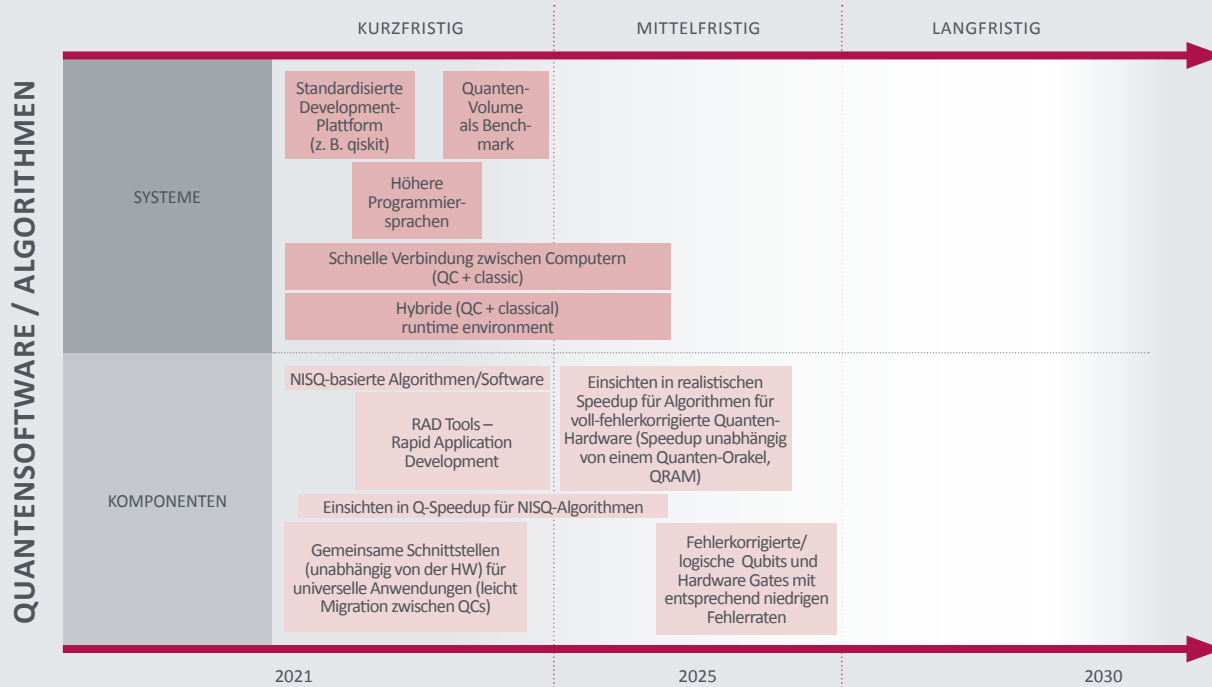 KURZFRISTIG
MITTELFRISTIG
LANGFRISTIG
QUANTENSOFTWARE / ALGORITHMEN
SYSTEME
Standardisierte
Development-
Plattform
(z. B. qiskit)
Quanten-
Volume
als Bench-
mark
Höhere
Programmier-
sprachen
Schnelle Verbindung zwischen Computern
(QC + classic)
Hybride (QC + classical)
runtime environment
KOMPONENTEN
NISQ-basierte Algorithmen/Software
RAD Tools –
Rapid Application
Development
Einsichten in realistischen
Speedup für Algorithmen für
voll-fehlerkorrigierte Quanten-
Hardware (Speedup unabhängig
von einem Quanten-Orakel,
QRAM)
Einsichten in Q-Speedup für NISQ-Algorithmen
Gemeinsame Schnittstellen
(unabhängig von der HW) für
universelle Anwendungen (leicht
Migration zwischen QCs)
Fehlerkorrigierte/
logische Qubits und
Hardware Gates mit
entsprechend niedrigen
Fehlerraten
2021
2025
2030